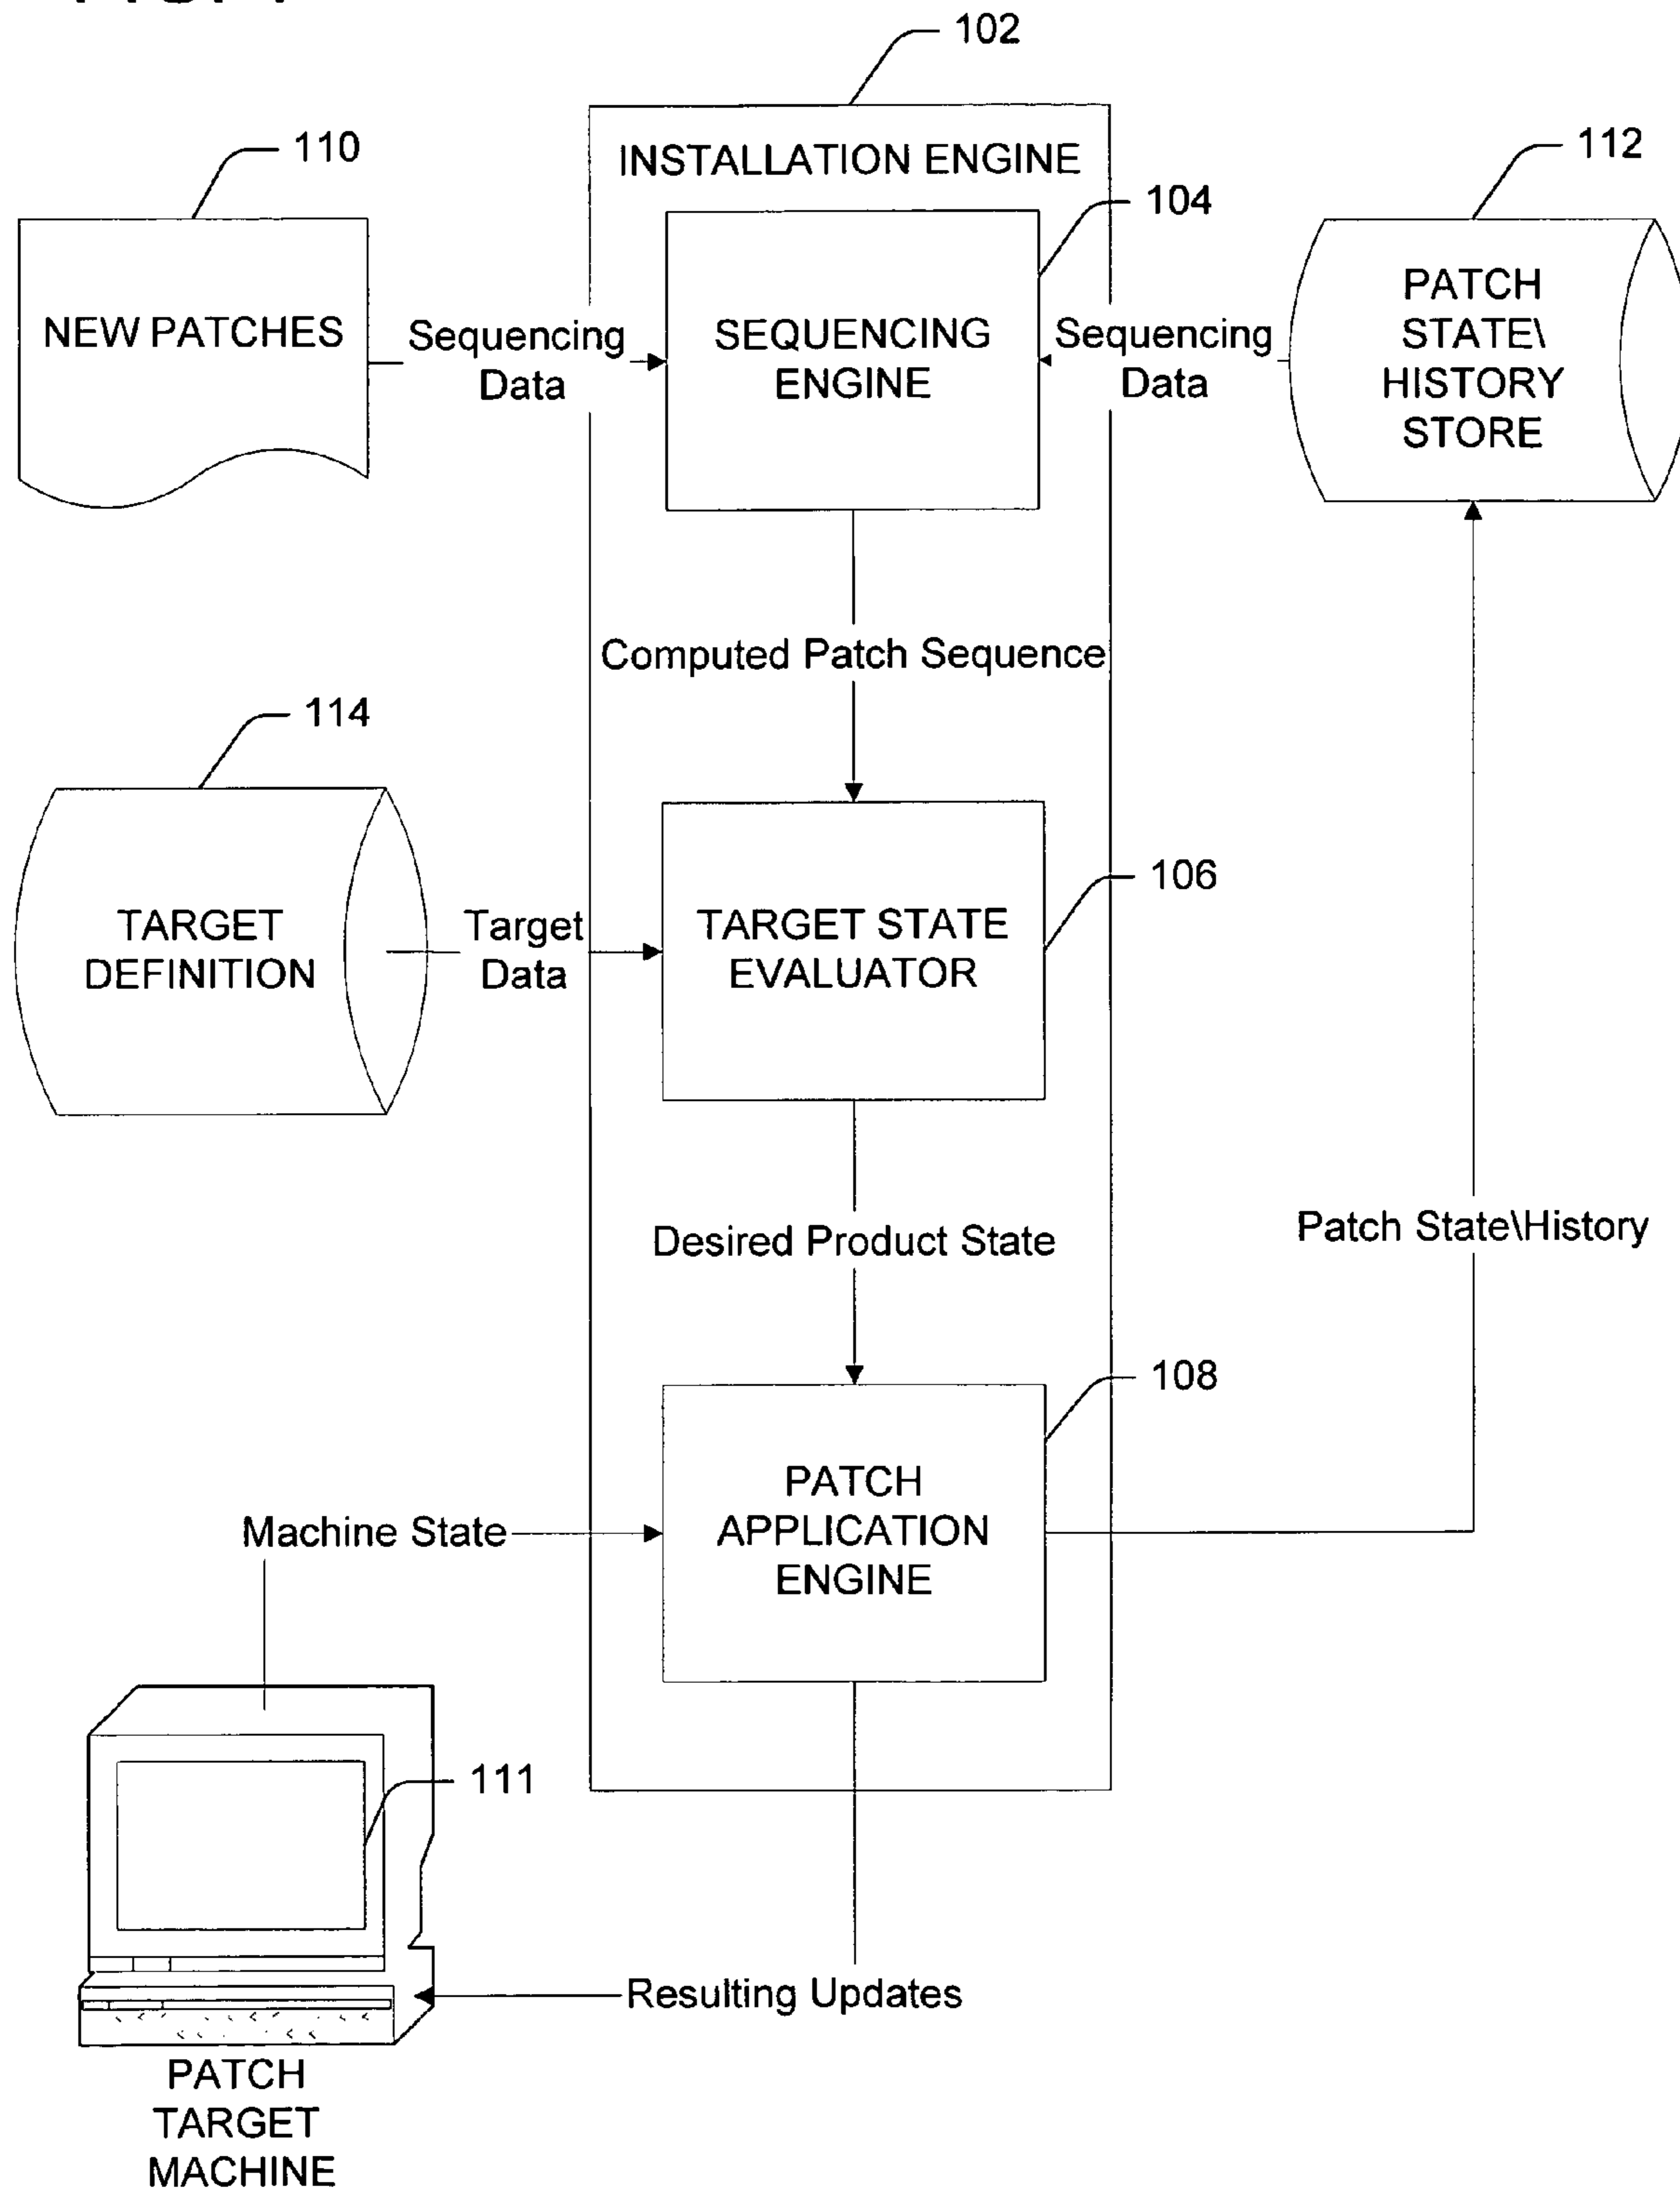 102
110
INSTALLATION ENGINE
112
104
NEW PATCHES
Sequencing
Data
SEQUENCING
ENGINE
Sequencing
Data
PATCH
STATE\
HISTORY
STORE
Computed Patch Sequence
114
106
TARGET
DEFINITION
Target
Data
TARGET STATE
EVALUATOR
Desired Product State
Patch State\History
108
PATCH
APPLICATION
ENGINE
Machine State
111
Resulting Updates
PATCH
TARGET
MACHINE